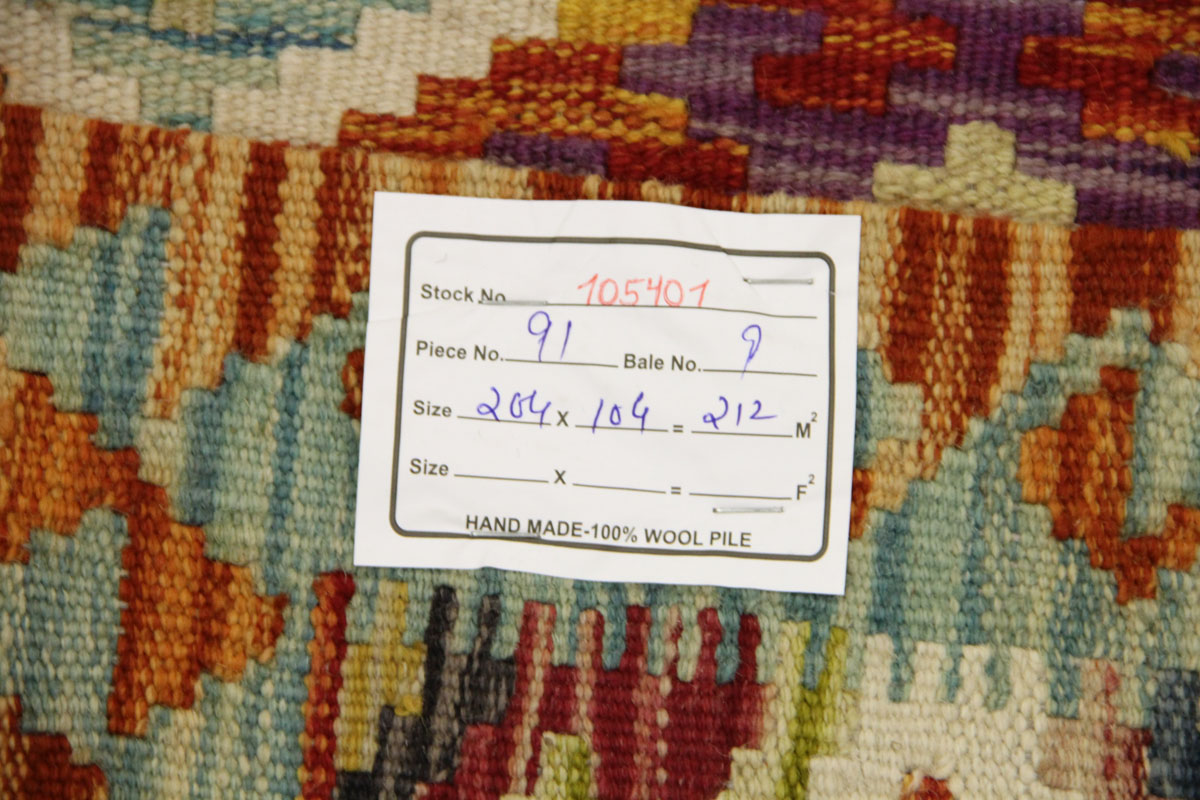 Stock No. 105401
Piece No. 91 Bale No. 9
Size 204 X 104 = 212 M²
Size X = F²
HAND MADE-100% WOOL PILE